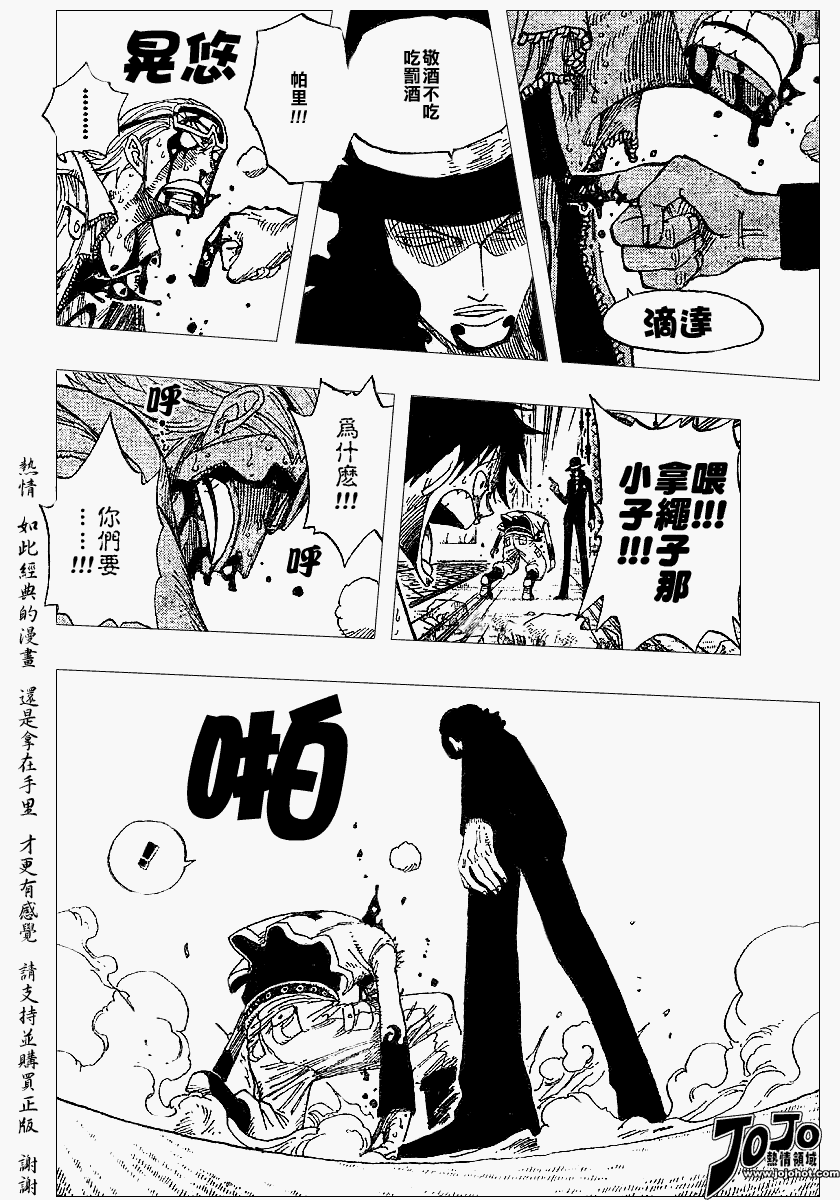 滴達
敬酒不吃
吃罰酒
帕里!!!
晃悠
………
喂!!!
拿繩子那
小子!!!
爲什麽!!!
呼…
你們要
……!!!
呼
啪
!
熱情 如此經典的漫畫 還是拿在手里 才更有感覺 請支持並購買正版 謝謝
JOJO
熱情領域
www.jojohot.com